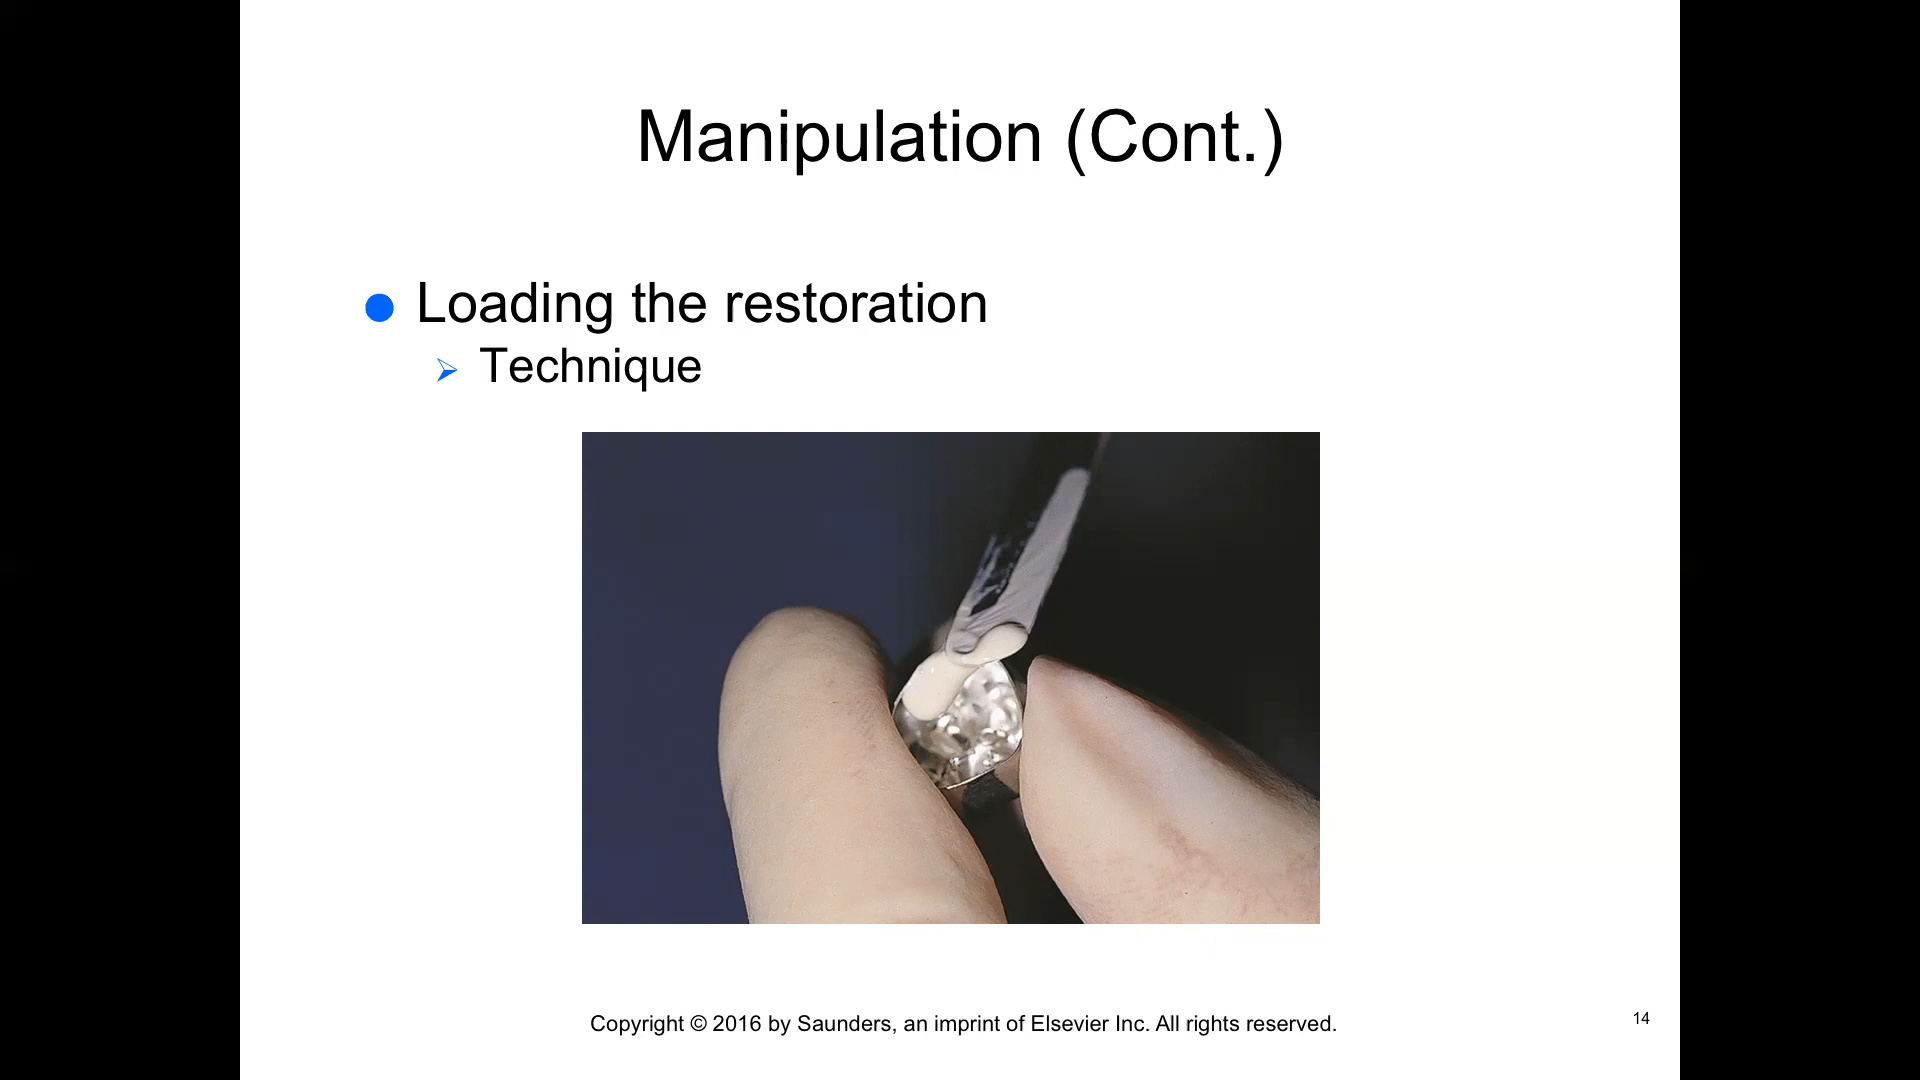 Manipulation (Cont.)
Loading the restoration
Technique
Copyright © 2016 by Saunders, an imprint of Elsevier Inc. All rights reserved.
14